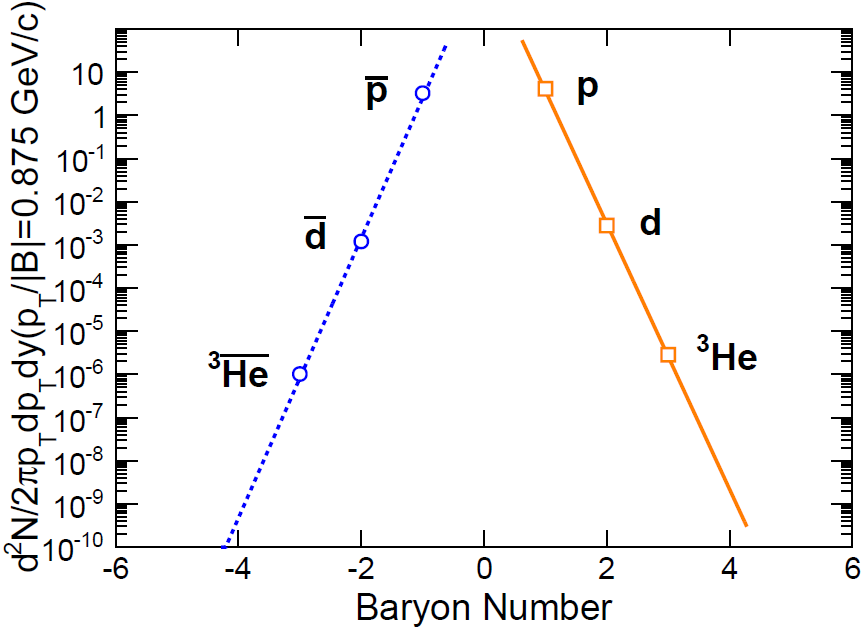 d²N/2πp_Tdp_Tdy(p_T/|B|=0.875 GeV/c)
10
1
10⁻¹
10⁻²
10⁻³
10⁻⁴
10⁻⁵
10⁻⁶
10⁻⁷
10⁻⁸
10⁻⁹
10⁻¹⁰
p̅
p
d̅
d
³H̅e̅
³He
-6
-4
-2
0
2
4
6
Baryon Number